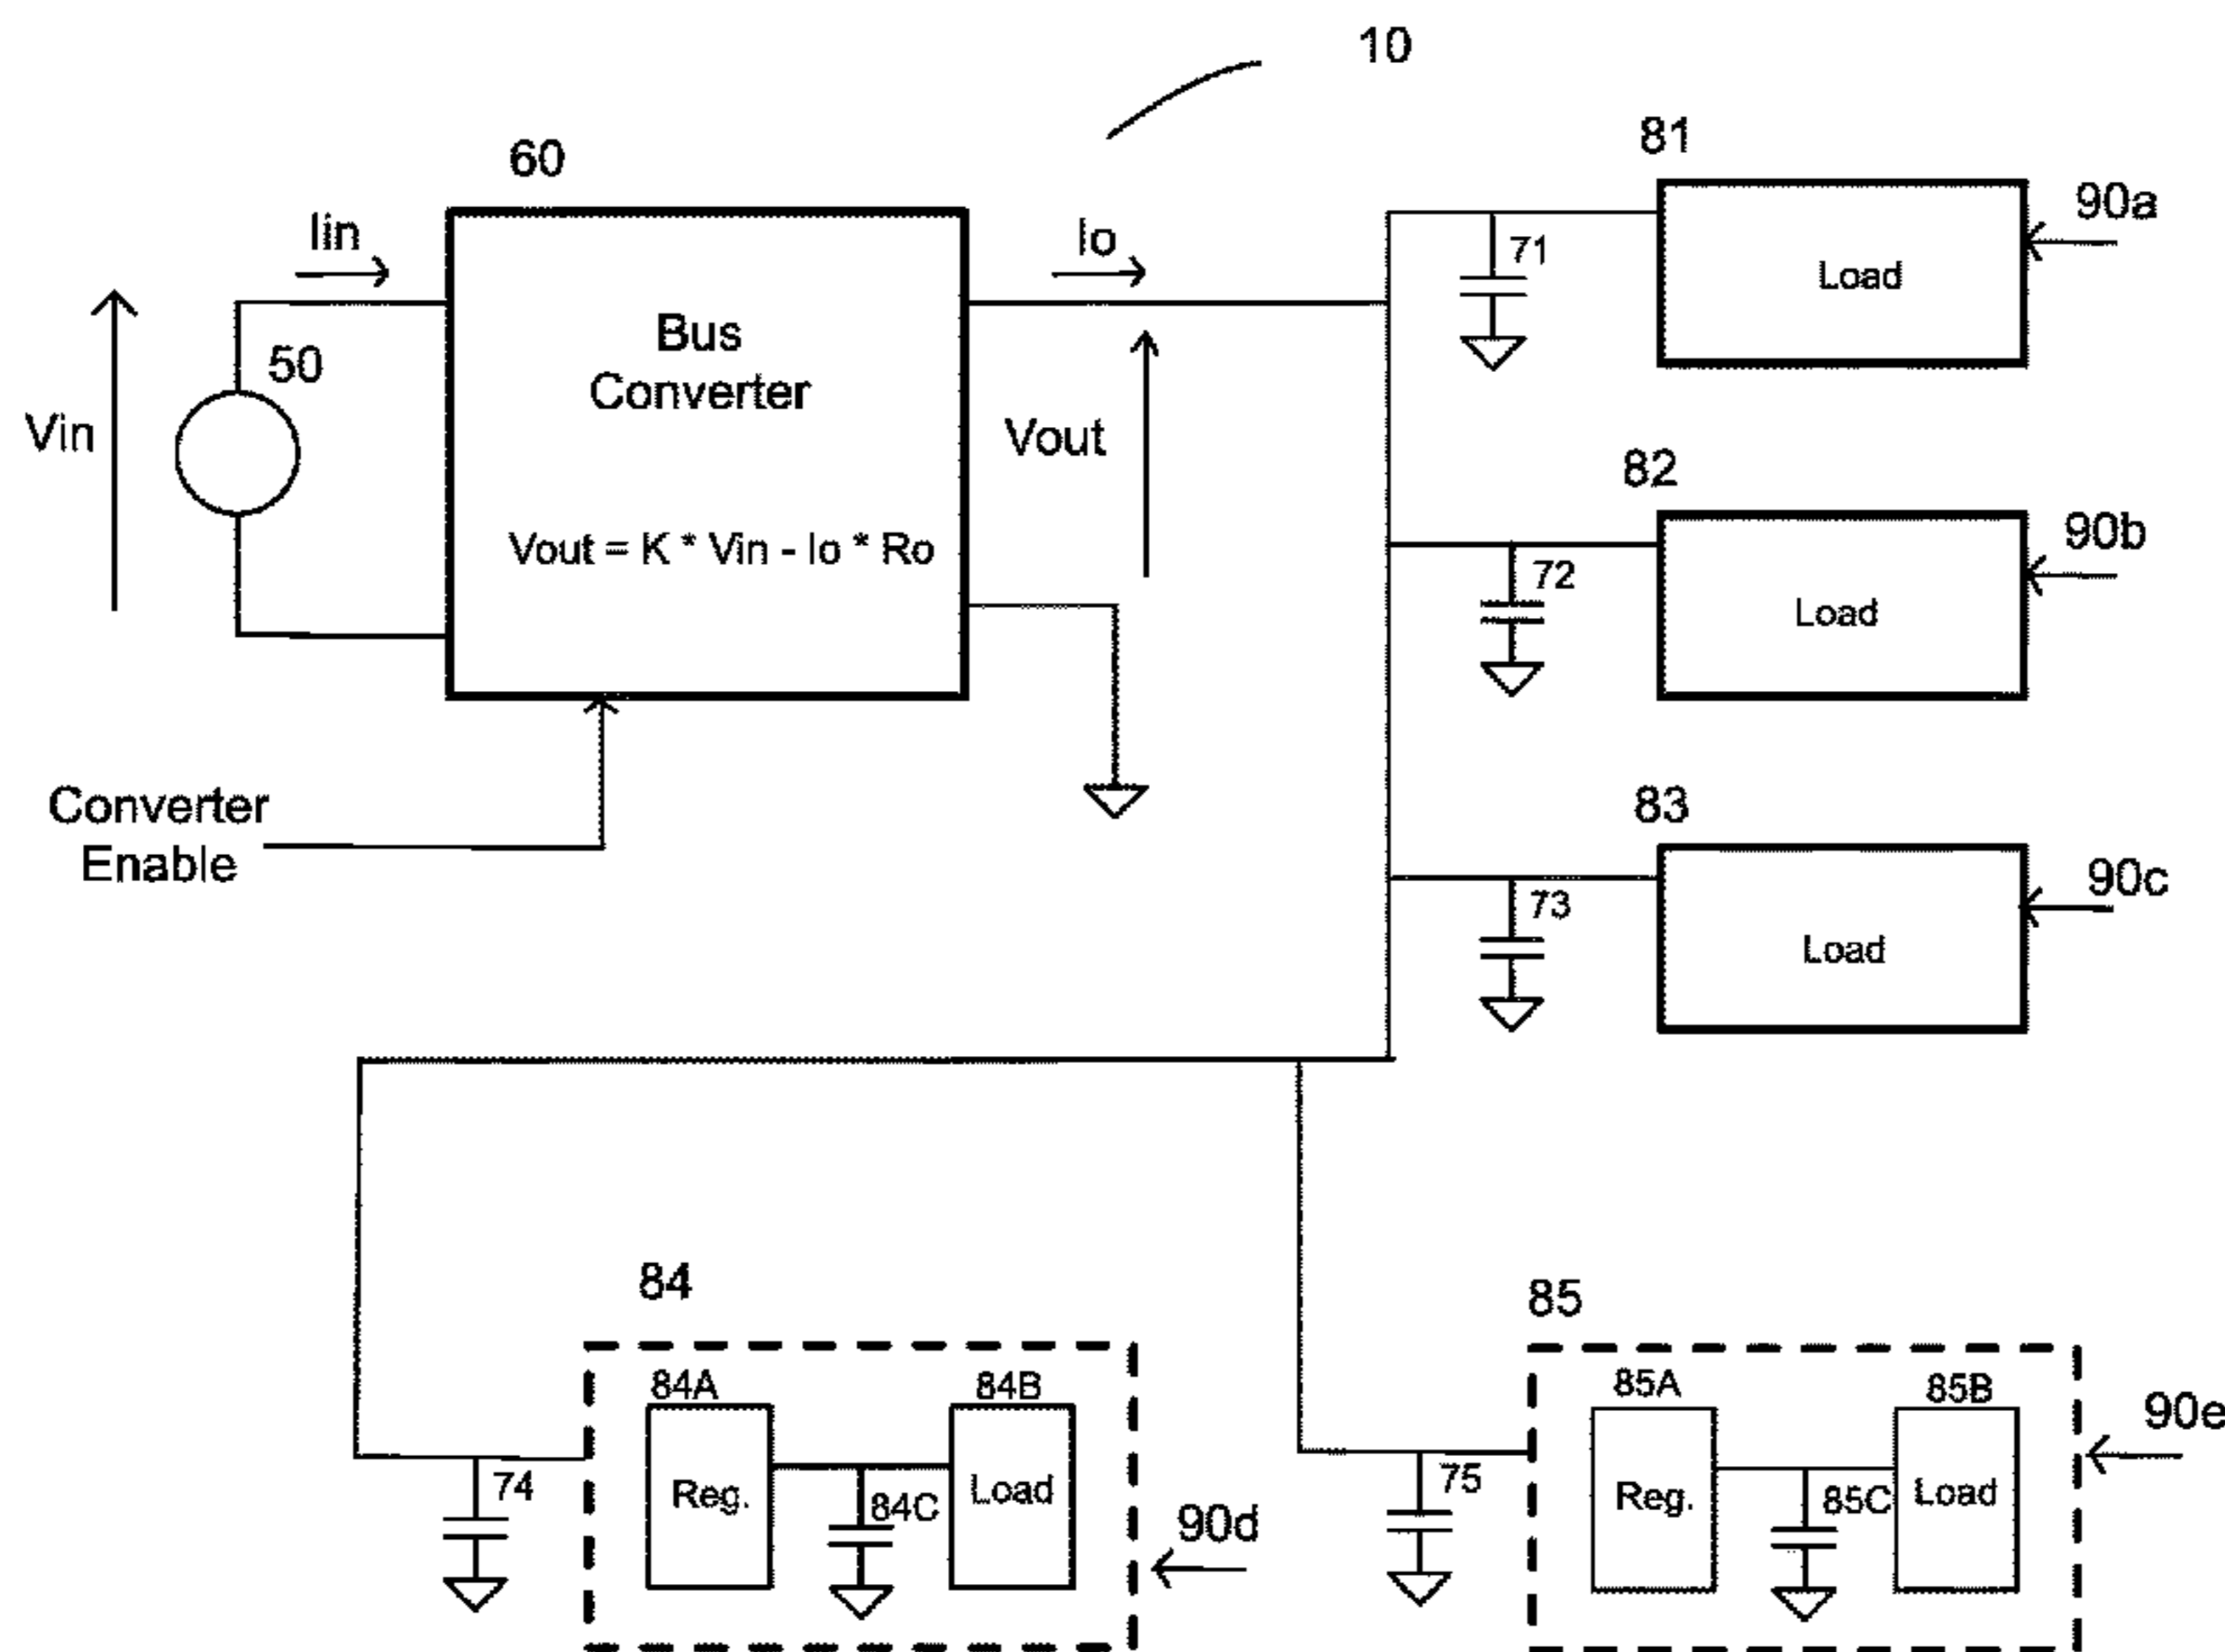 10
60
81
90a
Iin
Io
71
Load
Bus
Converter
50
Vin
Vout
82
90b
Vout = K * Vin - Io * Ro
72
Load
83
Converter
Enable
90c
73
Load
84
85
84A
84B
85A
85B
90e
74
Reg.
84C
Load
75
Reg.
85C
Load
90d